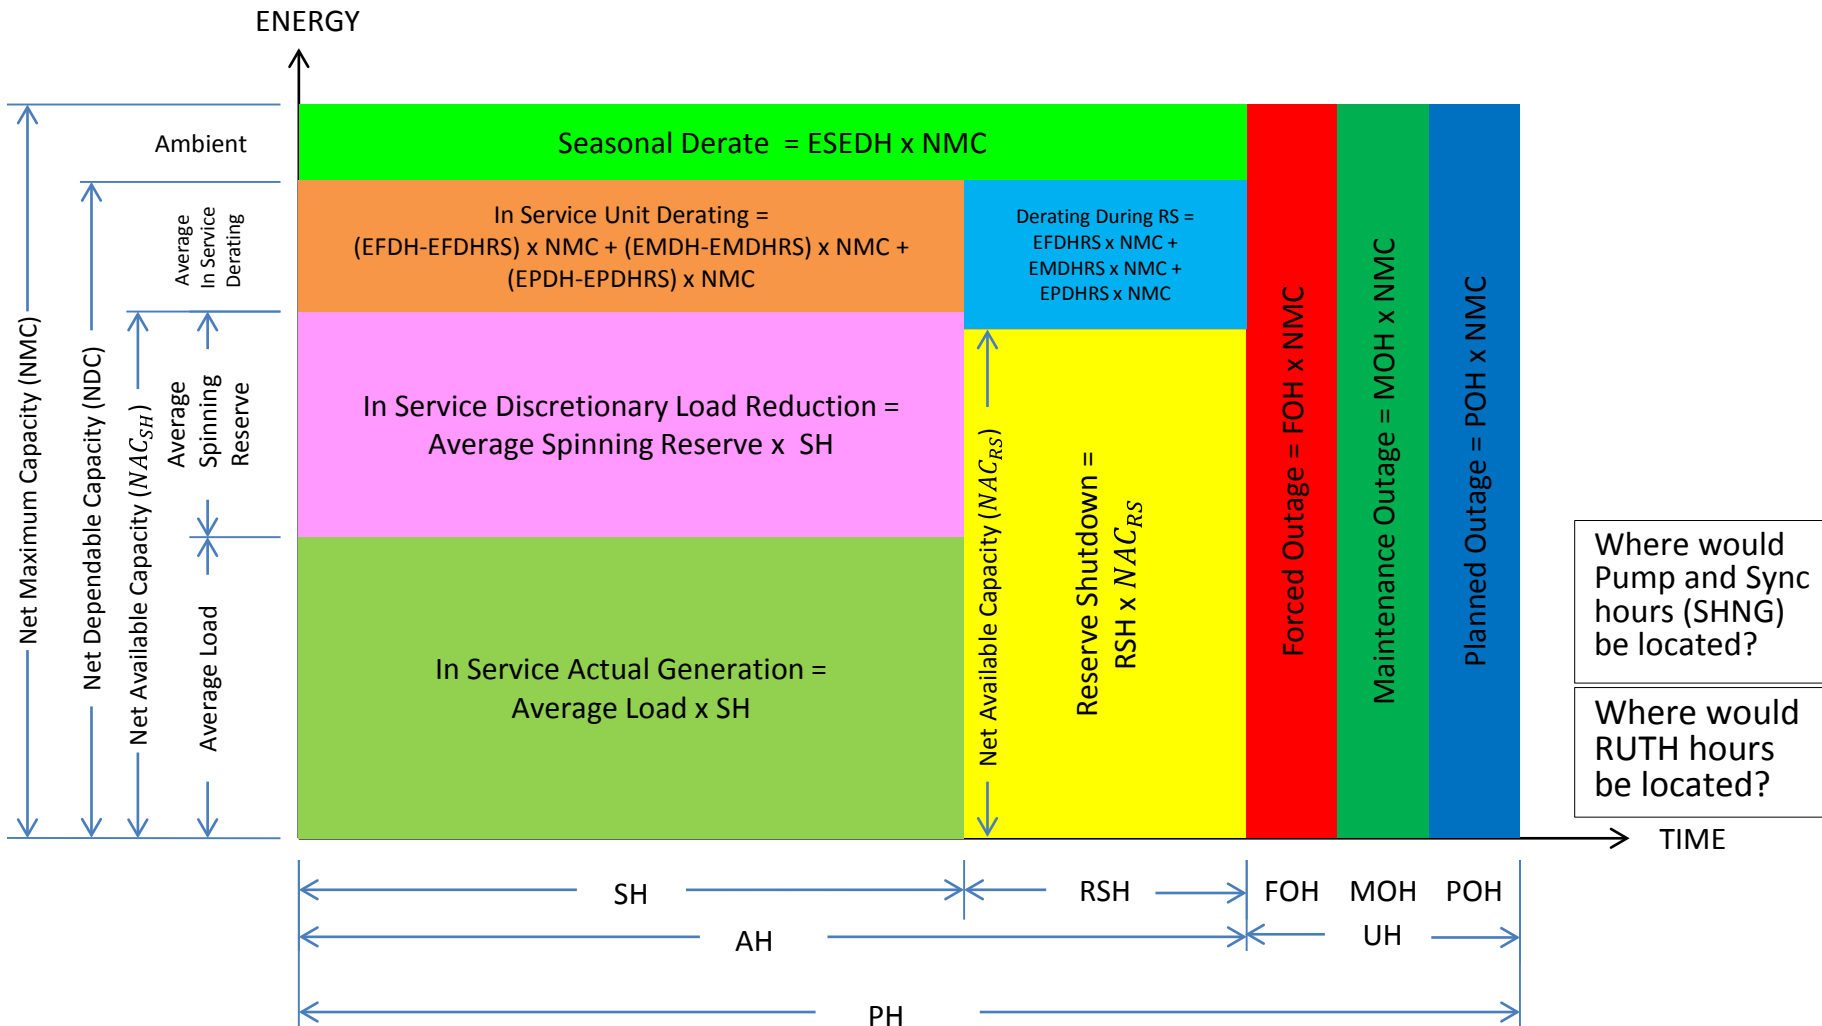 ENERGY
Ambient
Seasonal Derate = ESEDH x NMC
Average
In Service
Derating
In Service Unit Derating =
(EFDH-EFDHRS) x NMC + (EMDH-EMDHRS) x NMC +
(EPDH-EPDHRS) x NMC
Derating During RS =
EFDHRS x NMC +
EMDHRS x NMC +
EPDHRS x NMC
Net Maximum Capacity (NMC)
Net Dependable Capacity (NDC)
Net Available Capacity (NAC_SH)
Average
Spinning
Reserve
Average Load
In Service Discretionary Load Reduction =
Average Spinning Reserve x SH
In Service Actual Generation =
Average Load x SH
Net Available Capacity (NAC_RS)
Reserve Shutdown =
RSH x NAC_RS
Forced Outage = FOH x NMC
Maintenance Outage = MOH x NMC
Planned Outage = POH x NMC
Where would
Pump and Sync
hours (SHNG)
be located?
Where would
RUTH hours
be located?
TIME
SH
RSH
FOH
MOH
POH
AH
UH
PH